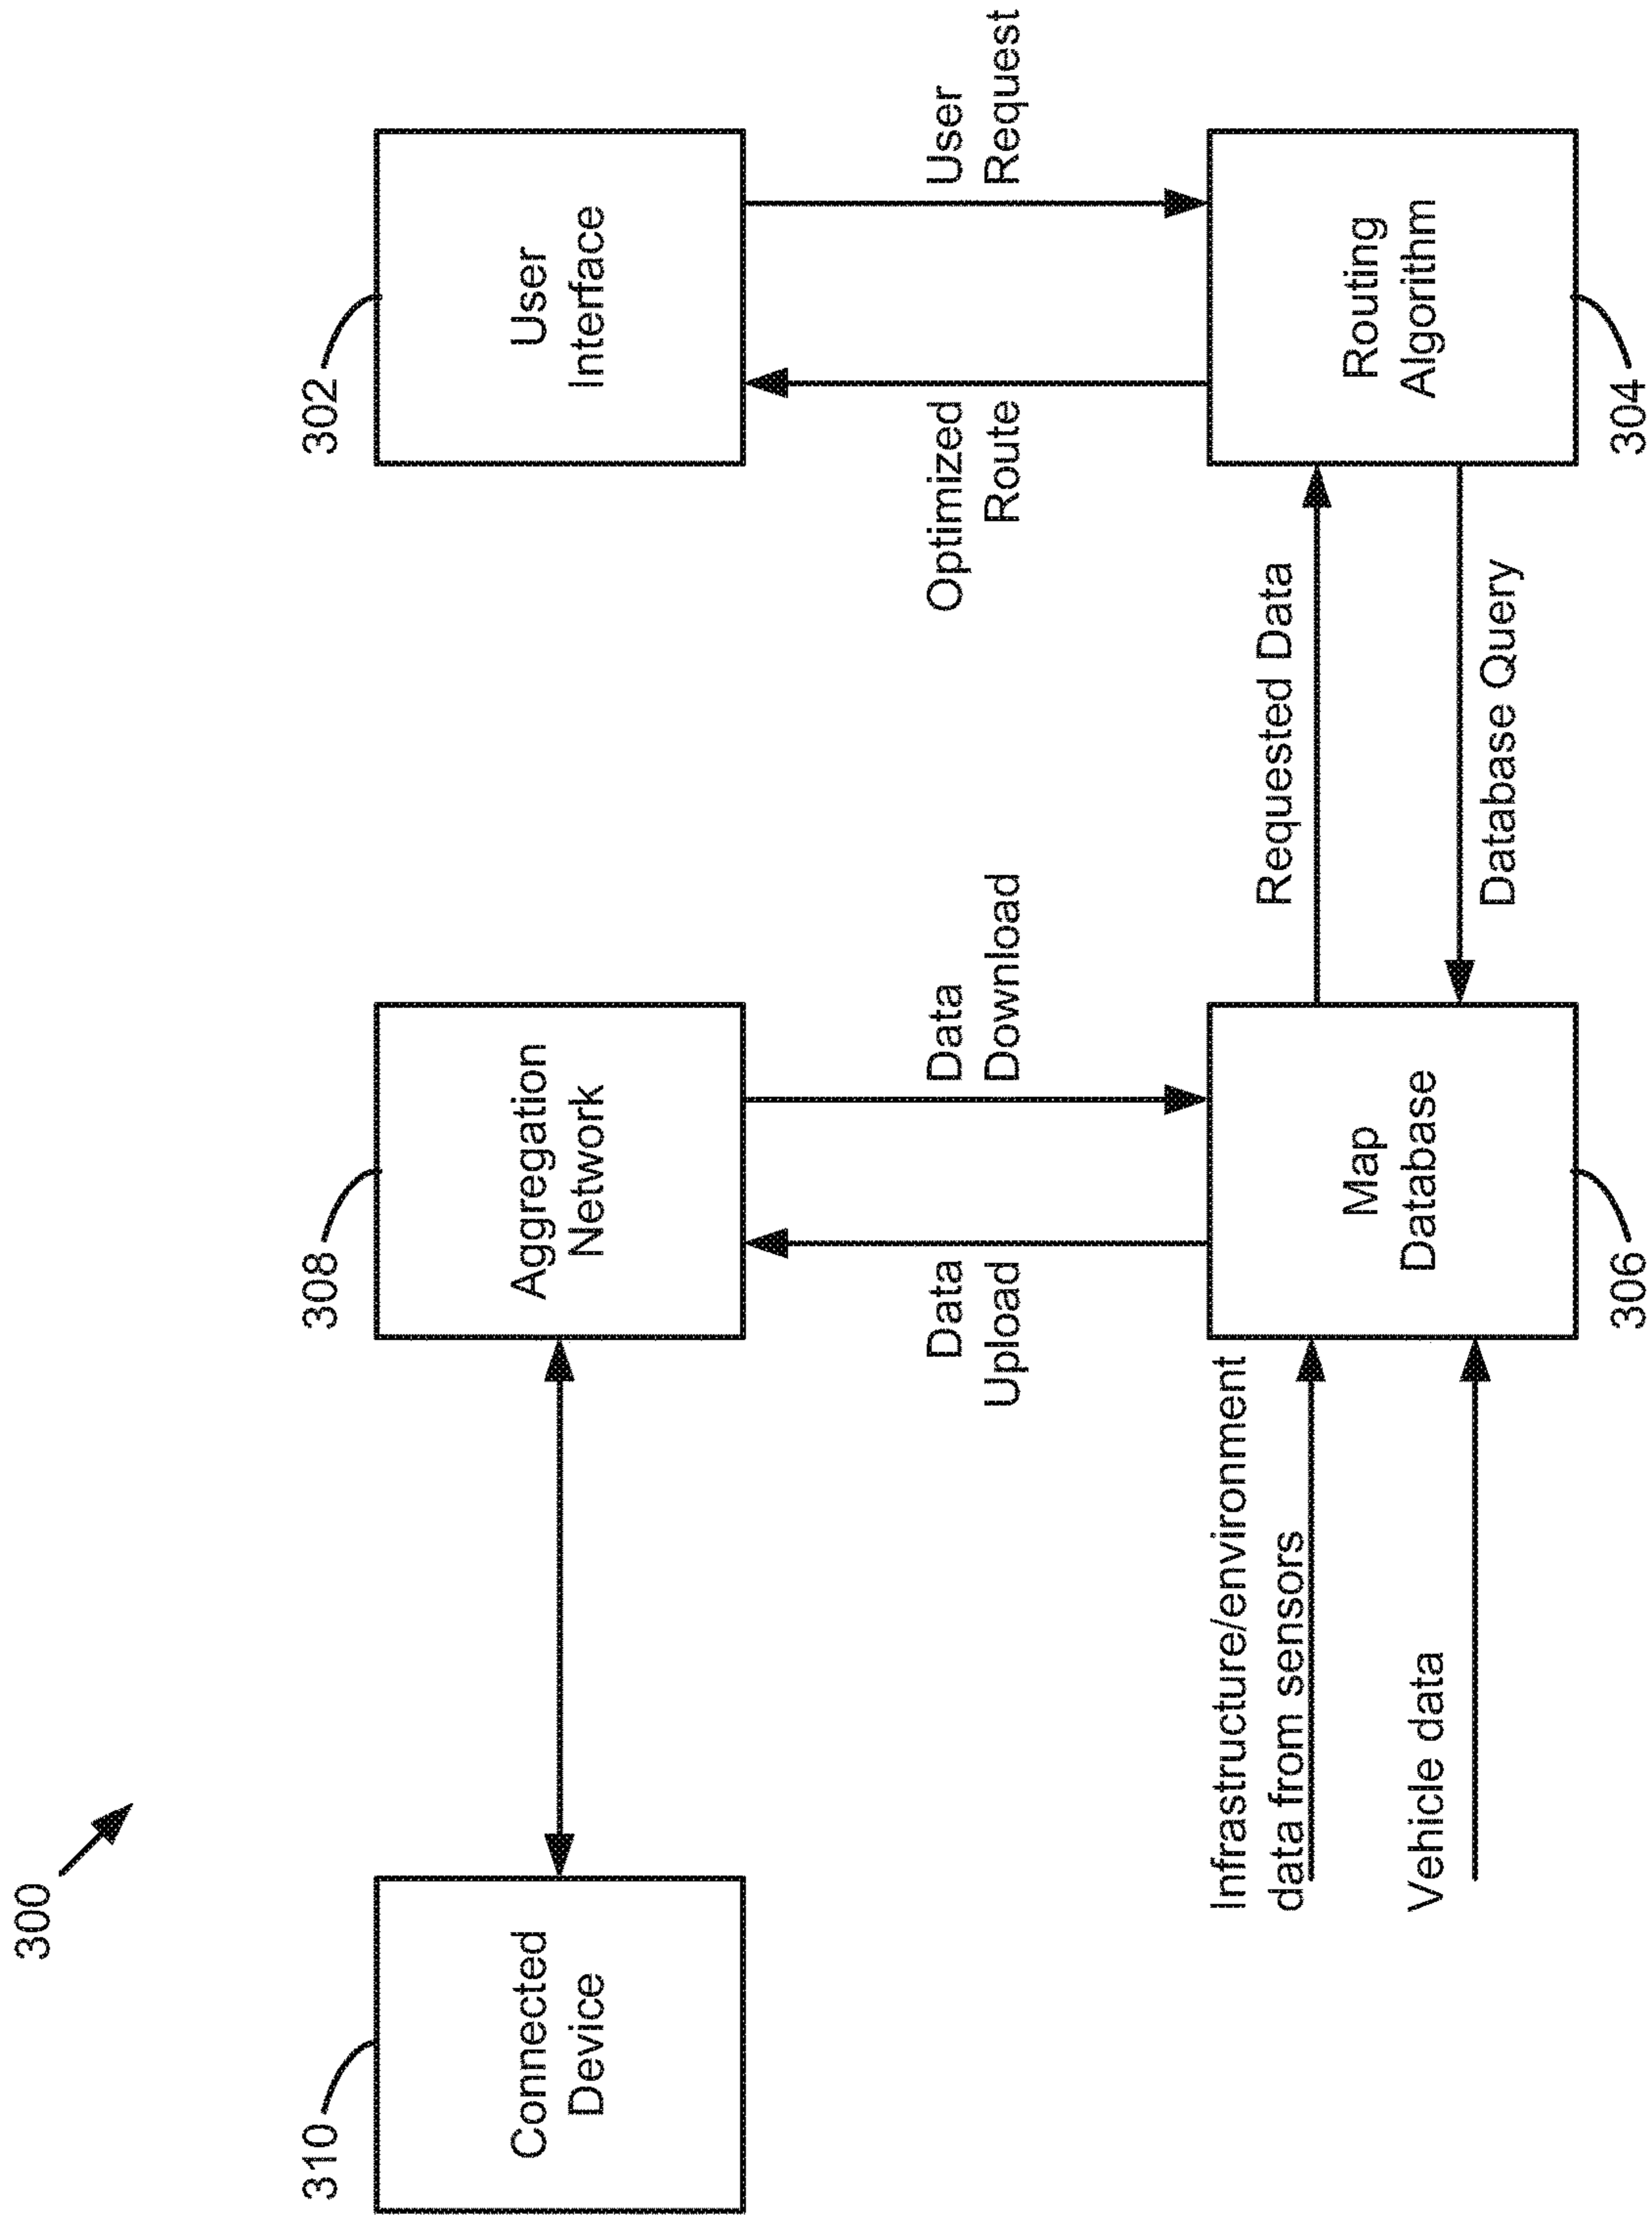 300
310
Connected
Device
308
Aggregation
Network
302
User
Interface
Data
Upload
Data
Download
Optimized
Route
User
Request
Infrastructure/environment
data from sensors
Vehicle data
Map
Database
306
Requested Data
Database Query
Routing
Algorithm
304